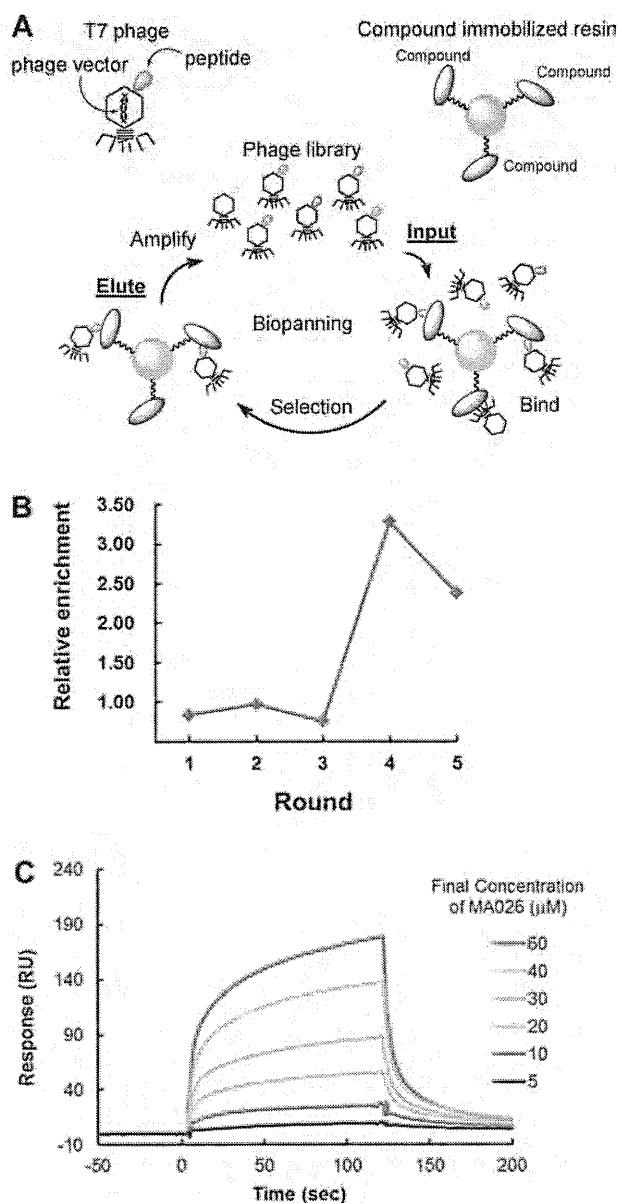 A
T7 phage
peptide
phage vector
Compound immobilized resin
Compound
Compound
Compound
Phage library
Amplify
Input
Elute
Biopanning
Selection
Bind
B
Relative enrichment
3.50
3.00
2.50
2.00
1.50
1.00
1 2 3 4 5
Round
C
Response (RU)
240
190
140
90
40
-10
-50 0 50 100 150 200
Time (sec)
Final Concentration
of MA026 (μM)
60
40
30
20
10
5